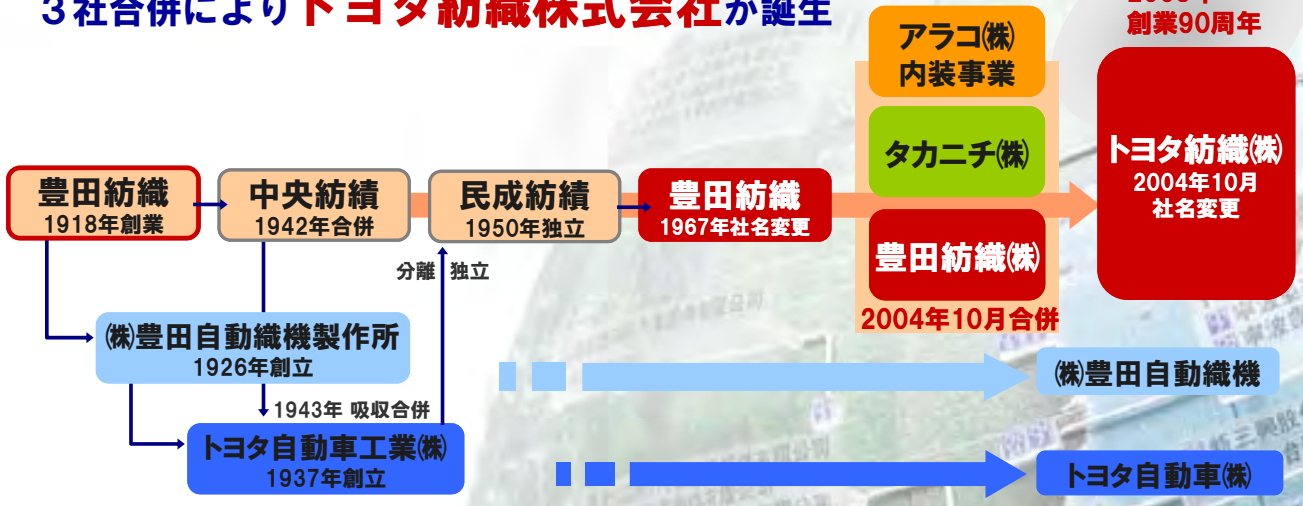 3社合併によりトヨタ紡織株式会社が誕生
創業90周年
アラコ㈱
内装事業
タカニチ㈱
豊田紡織㈱
2004年10月合併
トヨタ紡織㈱
2004年10月
社名変更
豊田紡織
1918年創業
中央紡績
1942年合併
民成紡績
1950年独立
豊田紡織
1967年社名変更
分離 独立
㈱豊田自動織機製作所
1926年創立
1943年 吸収合併
トヨタ自動車工業㈱
1937年創立
㈱豊田自動織機
トヨタ自動車㈱